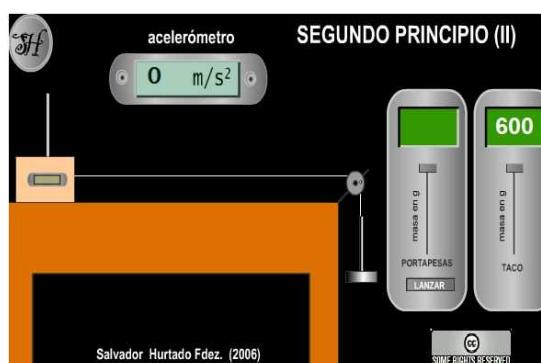 SH
acelerómetro
SEGUNDO PRINCIPIO (II)
0 m/s²
600
masa en g
masa en g
PORTAPESAS
TACO
LANZAR
Salvador Hurtado Fdez. (2006)
cc
SOME RIGHTS RESERVED